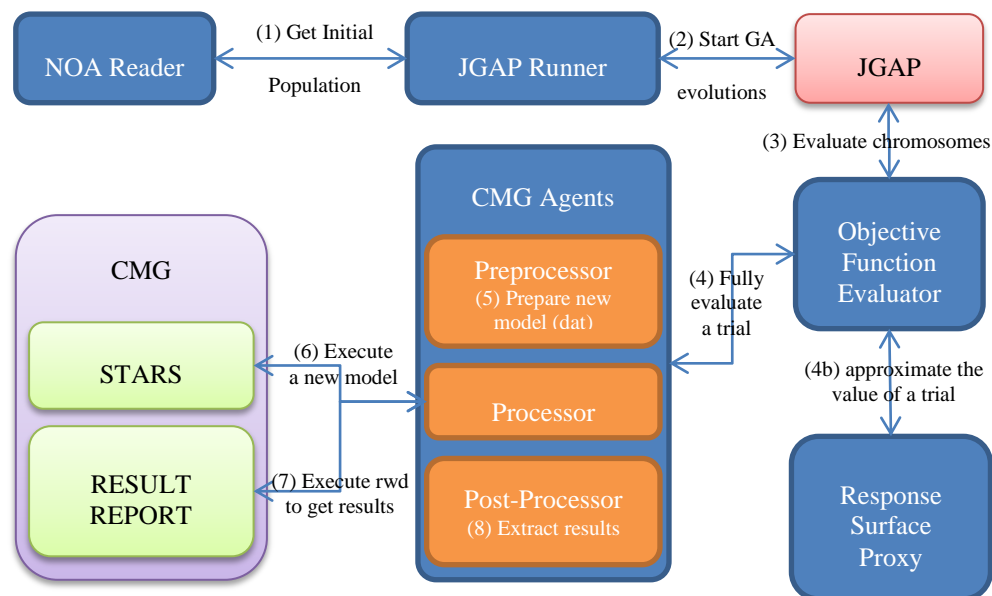 NOA Reader
(1) Get Initial
Population
JGAP Runner
(2) Start GA
evolutions
JGAP
(3) Evaluate chromosomes
Objective
Function
Evaluator
(4) Fully
evaluate
a trial
(4b) approximate the
value of a trial
Response
Surface
Proxy
CMG Agents
Preprocessor
(5) Prepare new
model (dat)
Processor
Post-Processor
(8) Extract results
(6) Execute
a new model
(7) Execute rwd
to get results
CMG
STARS
RESULT
REPORT